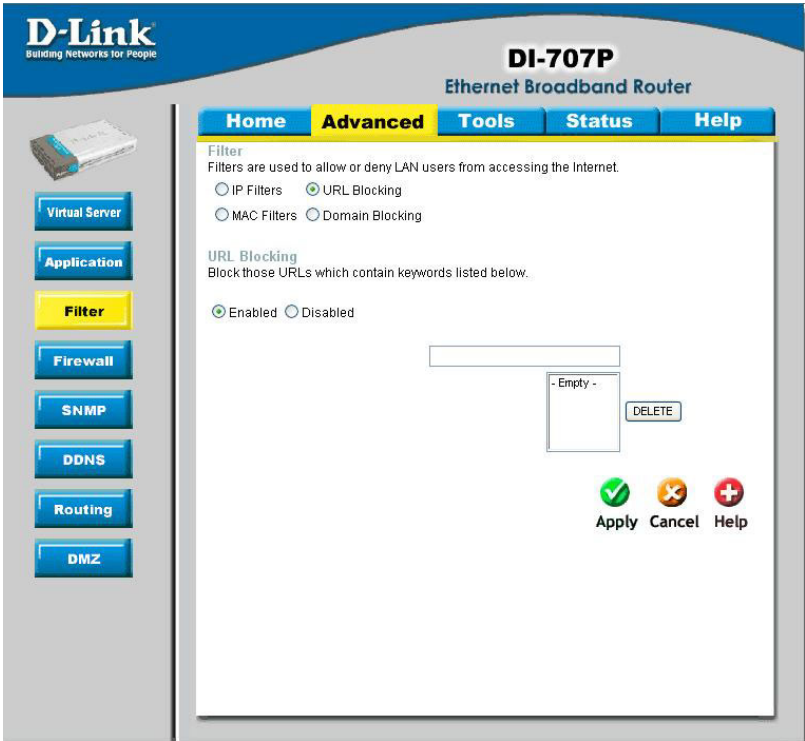 D-Link
Building Networks for People
DI-707P
Ethernet Broadband Router
Home Advanced Tools Status Help
Virtual Server
Application
Filter
Firewall
SNMP
DDNS
Routing
DMZ
Filter
Filters are used to allow or deny LAN users from accessing the Internet.
IP Filters URL Blocking
MAC Filters Domain Blocking
URL Blocking
Block those URLs which contain keywords listed below.
Enabled Disabled
- Empty -
DELETE
Apply Cancel Help